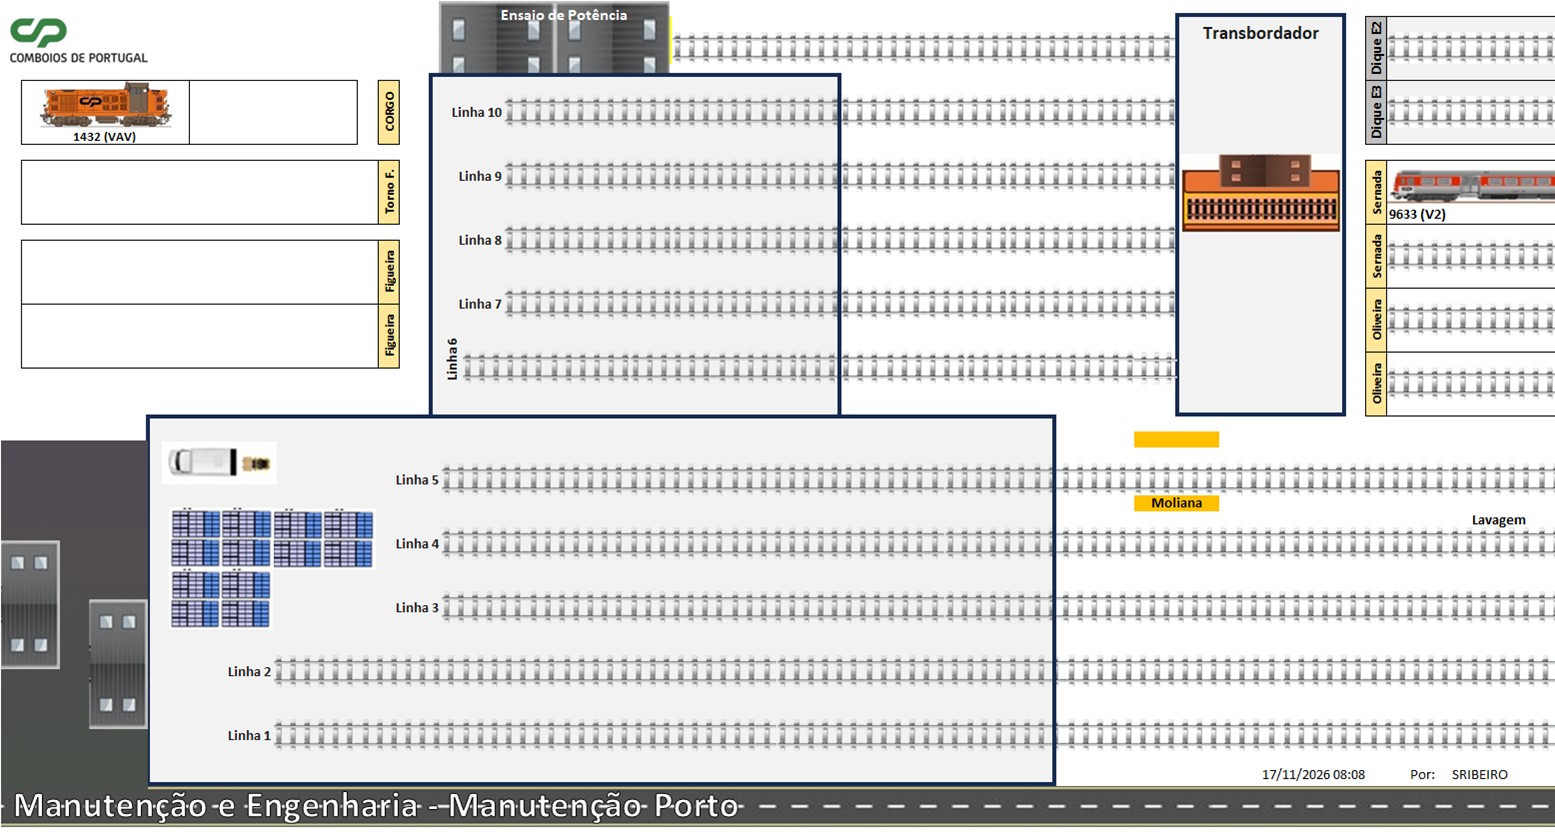 Ensaio de Potência
Transbordador
Dique E2
Dique E3
CP
COMBOIOS DE PORTUGAL
CP
1432 (VAV)
CORGO
Torno F.
Figueira
Figueira
Linha 10
Linha 9
Linha 8
Linha 7
Linha 6
Sernada
9633 (V2)
Sernada
Oliveira
Oliveira
Linha 5
Moliana
Lavagem
Linha 4
Linha 3
Linha 2
Linha 1
17/11/2026 08:08 Por: SRIBEIRO
Manutenção e Engenharia - Manutenção Porto